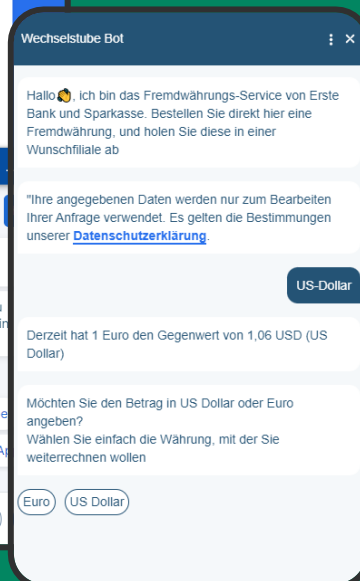 Wechselstube Bot
Hallo👋, ich bin das Fremdwährungs-Service von Erste
Bank und Sparkasse. Bestellen Sie direkt hier eine
Fremdwährung, und holen Sie diese in einer
Wunschfiliale ab
"Ihre angegebenen Daten werden nur zum Bearbeiten
Ihrer Anfrage verwendet. Es gelten die Bestimmungen
unserer Datenschutzerklärung.
US-Dollar
Derzeit hat 1 Euro den Gegenwert von 1,06 USD (US
Dollar)
Möchten Sie den Betrag in US Dollar oder Euro
angeben?
Wählen Sie einfach die Währung, mit der Sie
weiterrechnen wollen
Euro
US Dollar